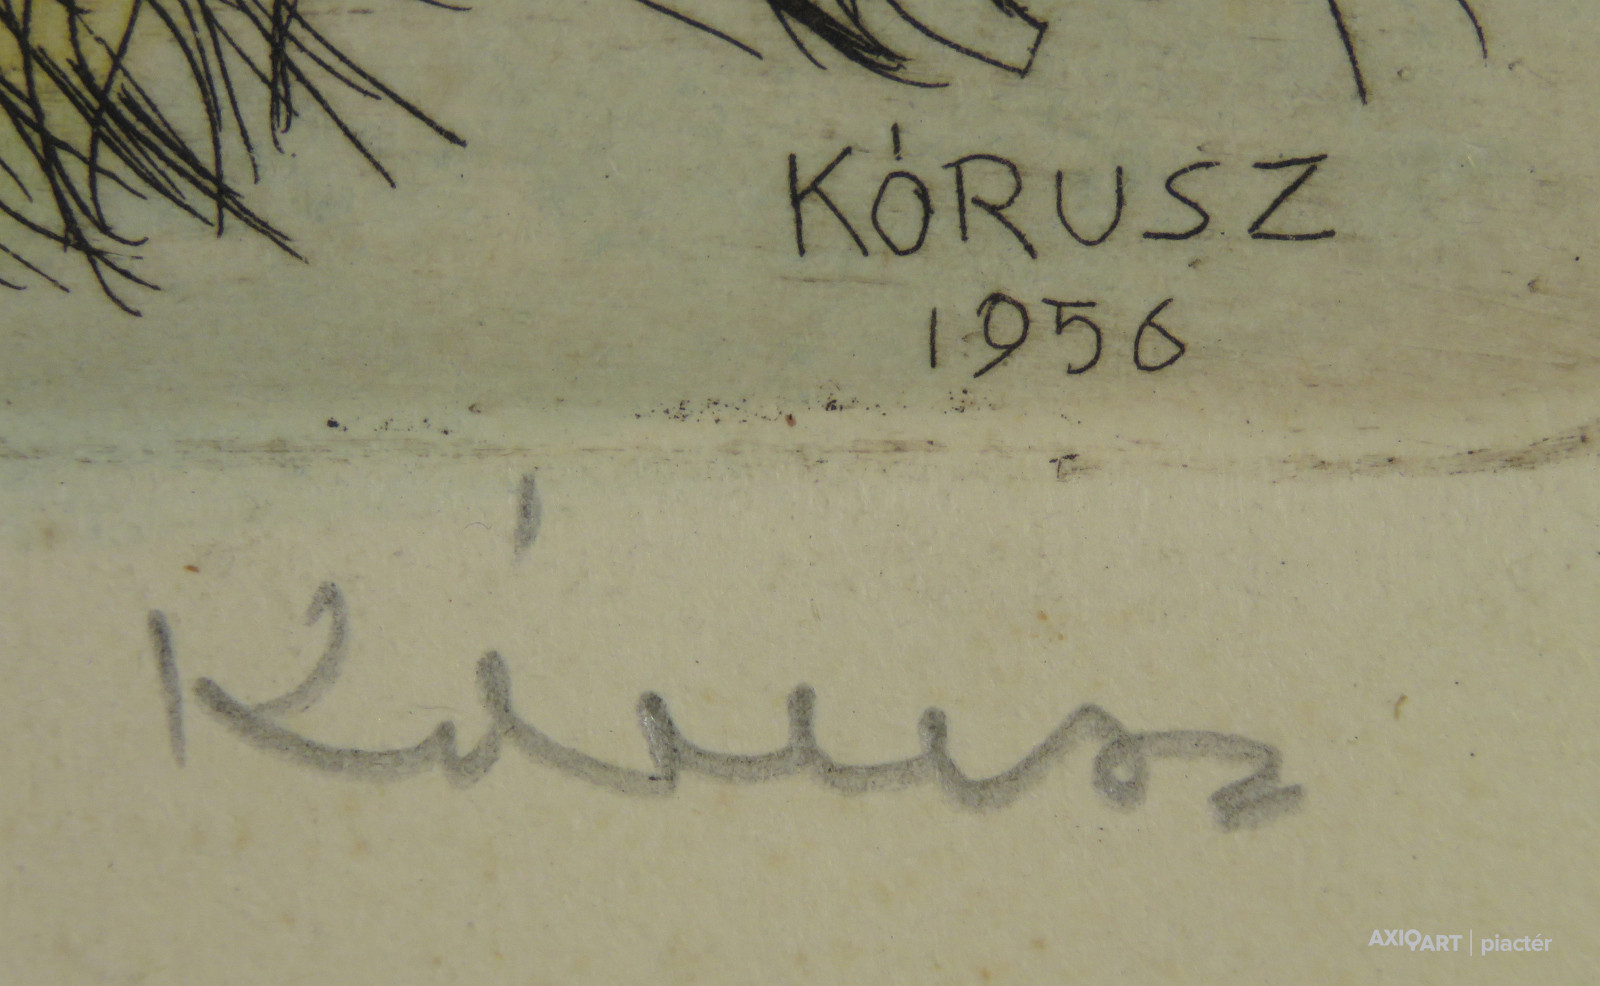 KÓRUSZ
1956
Kórusz
AXIOART | piactér